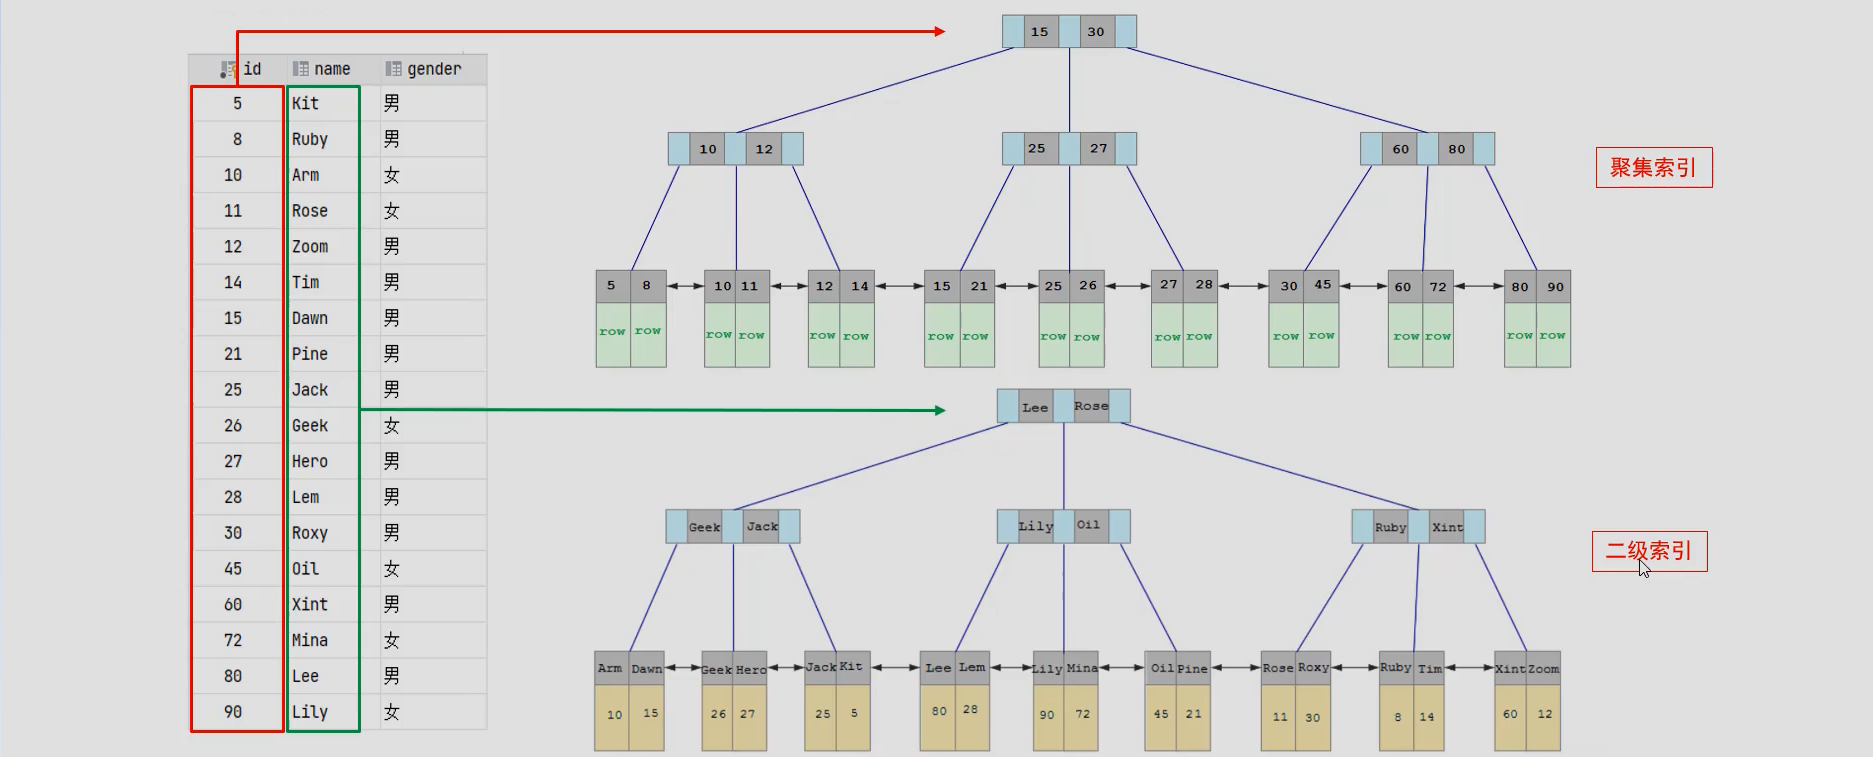 id name gender
5 Kit 男
8 Ruby 男
10 Arm 女
11 Rose 女
12 Zoom 男
14 Tim 男
15 Dawn 男
21 Pine 男
25 Jack 男
26 Geek 女
27 Hero 男
28 Lem 男
30 Roxy 男
45 Oil 女
60 Xint 男
72 Mina 女
80 Lee 男
90 Lily 女
15 30
10 12 25 27 60 80
聚集索引
5 8 10 11 12 14 15 21 25 26 27 28 30 45 60 72 80 90
row row row row row row row row row row row row row row row row row row
Lee Rose
Geek Jack Lily Oil Ruby Xint
二级索引
Arm Dawn Geek Hero Jack Kit Lee Lem Lily Mina Oil Pine Rose Roxy Ruby Tim Xint Zoom
10 15 26 27 25 5 80 28 90 72 45 21 11 30 8 14 60 12